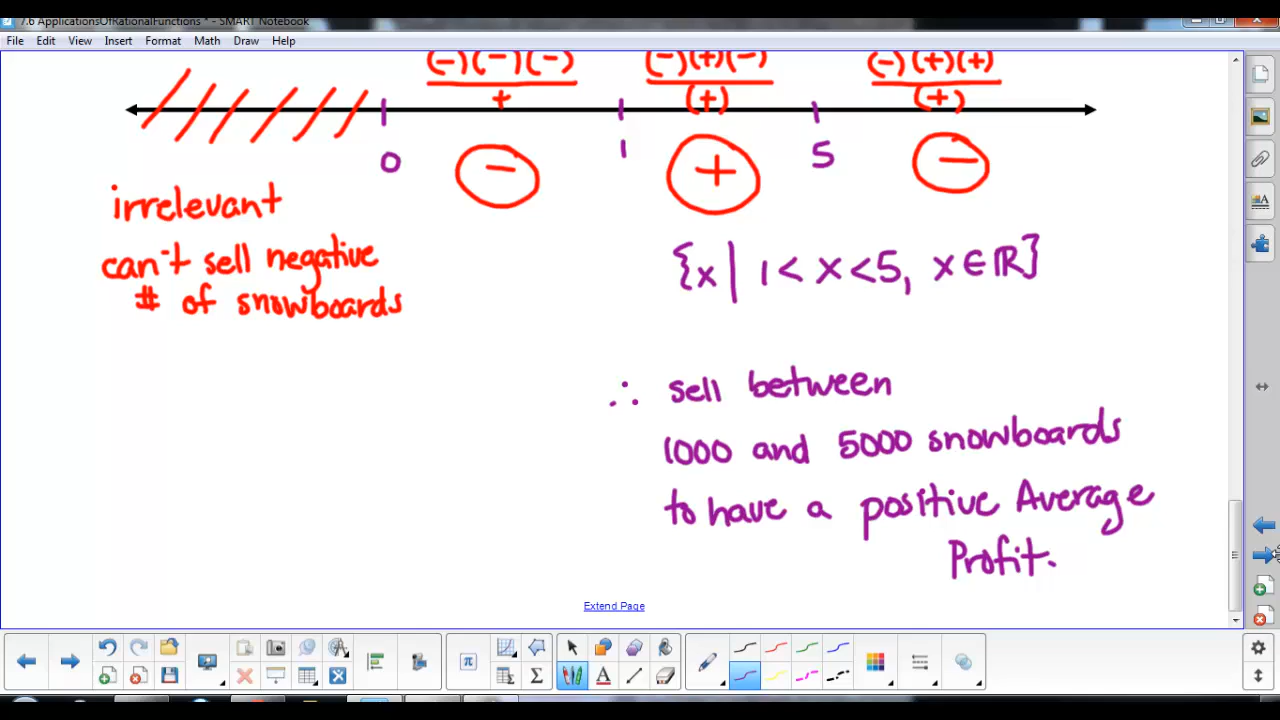 7.6 ApplicationsOfRationalFunctions * - SMART Notebook
File Edit View Insert Format Math Draw Help
(-)(-)(-) (-)(+)(-) (-)(+)(+)
+ (+) (+)
0 1 5
- + -
irrelevant
can't sell negative
# of snowboards
{x | 1 < x < 5, x ∈ ℝ}
∴ sell between
1000 and 5000 snowboards
to have a positive Average
Profit.
Extend Page